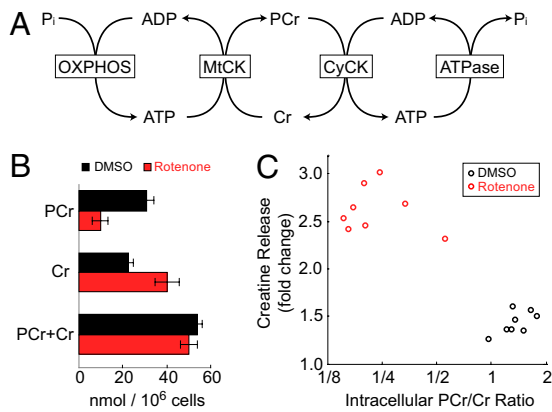 A
Pᵢ ADP PCr ADP Pᵢ
OXPHOS MtCK CyCK ATPase
ATP Cr ATP
B
DMSO Rotenone
PCr
Cr
PCr+Cr
0 20 40 60
nmol / 10⁶ cells
C
DMSO
Rotenone
Creatine Release
(fold change)
3.0
2.5
2.0
1.5
1.0
1/8 1/4 1/2 1 2
Intracellular PCr/Cr Ratio